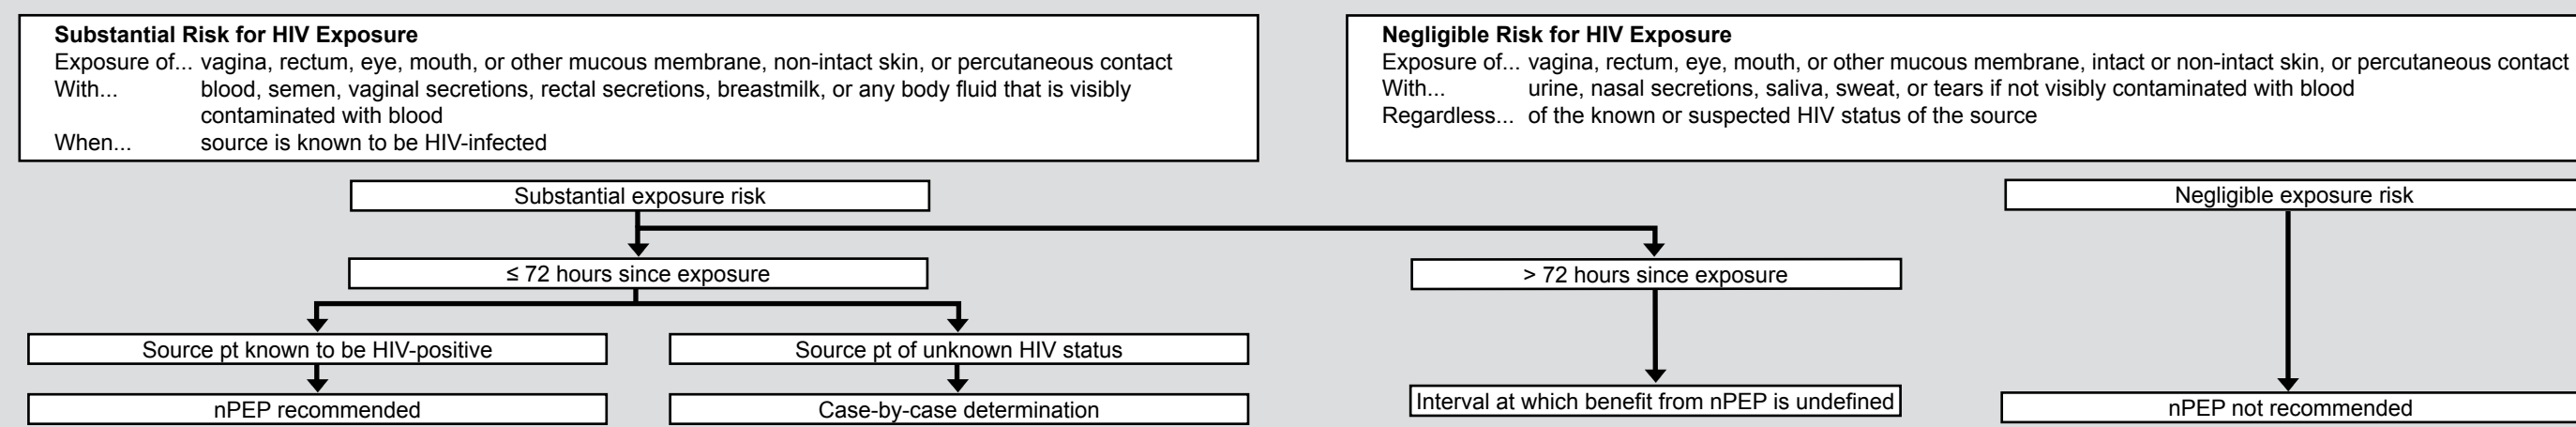 Substantial Risk for HIV Exposure
Exposure of... vagina, rectum, eye, mouth, or other mucous membrane, non-intact skin, or percutaneous contact
With... blood, semen, vaginal secretions, rectal secretions, breastmilk, or any body fluid that is visibly
contaminated with blood
When... source is known to be HIV-infected
Negligible Risk for HIV Exposure
Exposure of... vagina, rectum, eye, mouth, or other mucous membrane, intact or non-intact skin, or percutaneous contact
With... urine, nasal secretions, saliva, sweat, or tears if not visibly contaminated with blood
Regardless... of the known or suspected HIV status of the source
Substantial exposure risk
Negligible exposure risk
≤ 72 hours since exposure
> 72 hours since exposure
Source pt known to be HIV-positive
Source pt of unknown HIV status
nPEP recommended
Case-by-case determination
Interval at which benefit from nPEP is undefined
nPEP not recommended